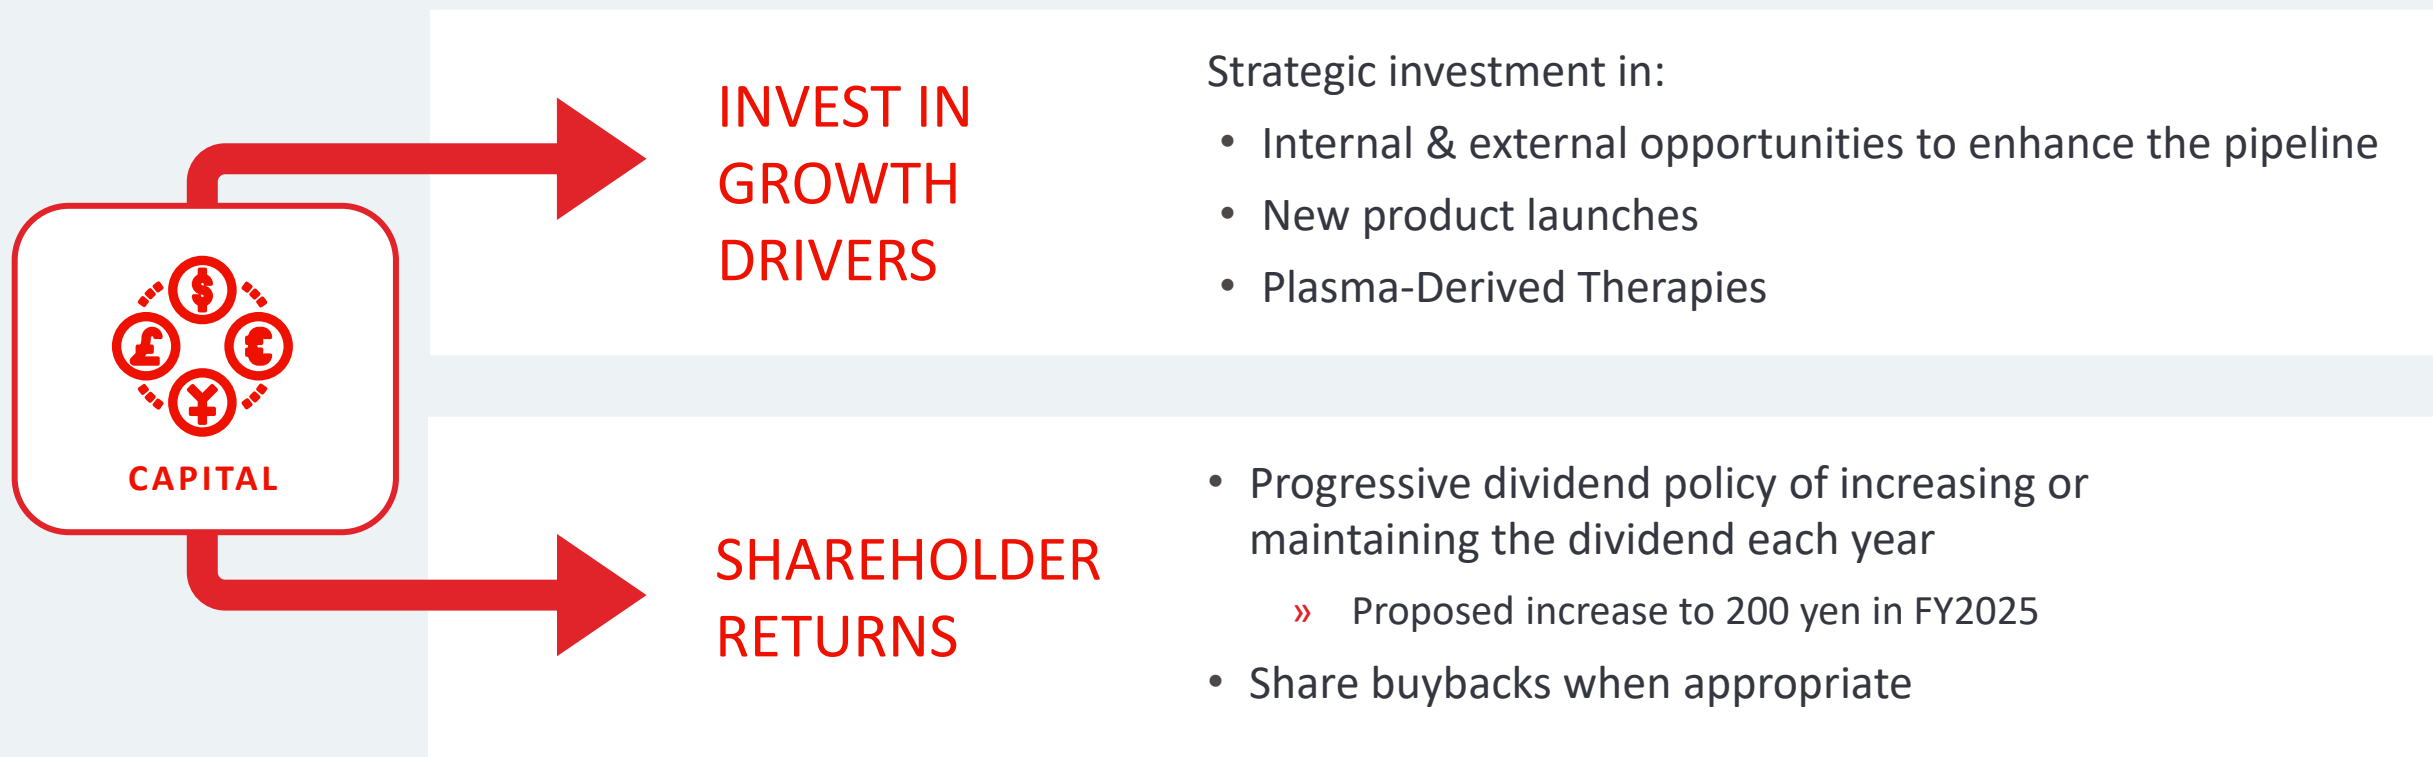 CAPITAL
INVEST IN
GROWTH
DRIVERS
Strategic investment in:
• Internal & external opportunities to enhance the pipeline
• New product launches
• Plasma-Derived Therapies
SHAREHOLDER
RETURNS
• Progressive dividend policy of increasing or
maintaining the dividend each year
» Proposed increase to 200 yen in FY2025
• Share buybacks when appropriate